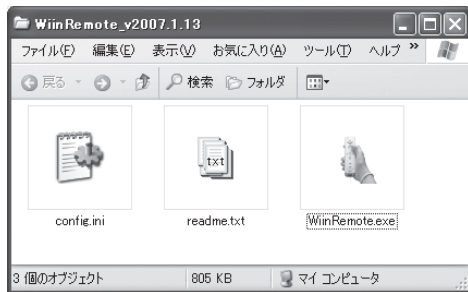 WiinRemote_v2007.1.13
ファイル(F) 編集(E) 表示(V) お気に入り(A) ツール(T) ヘルプ »
戻る 検索 フォルダ
txt
config.ini readme.txt WiinRemote.exe
3 個のオブジェクト 805 KB マイ コンピュータ